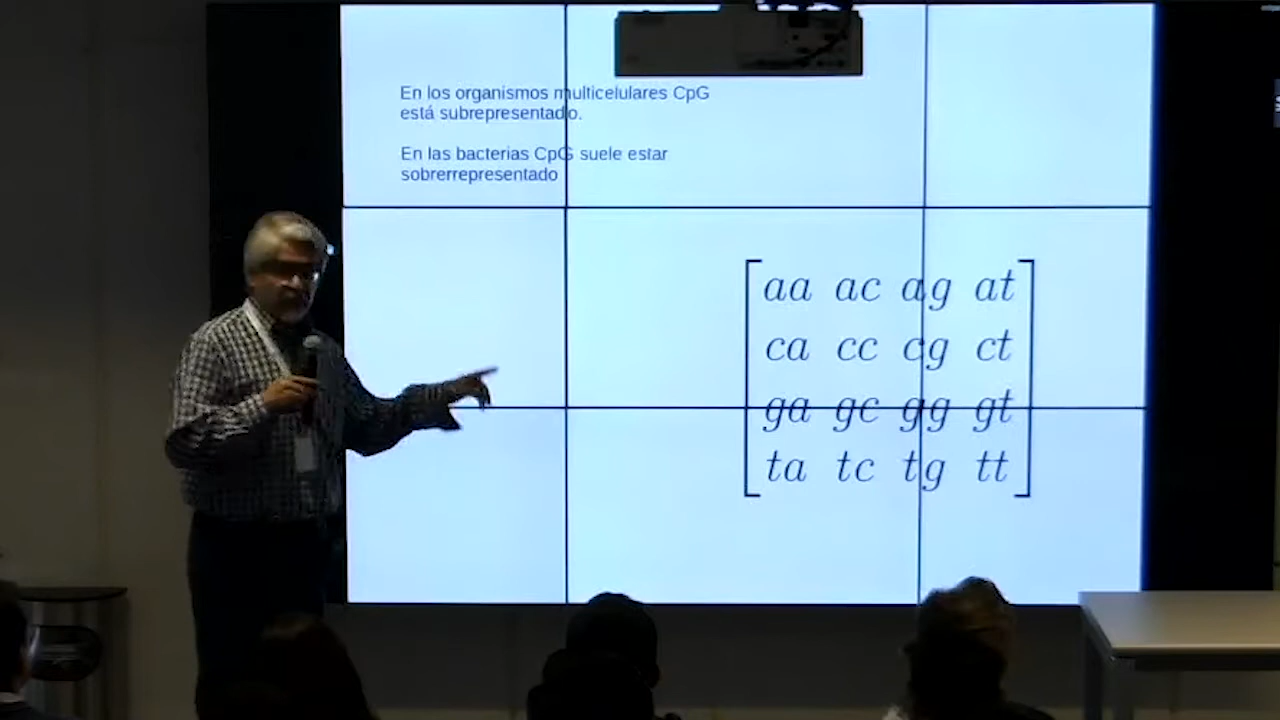 En los organismos multicelulares CpG
está subrepresentado.
En las bacterias CpG suele estar
sobrerrepresentado
aa ac ag at
ca cc cg ct
ga gc gg gt
ta tc tg tt